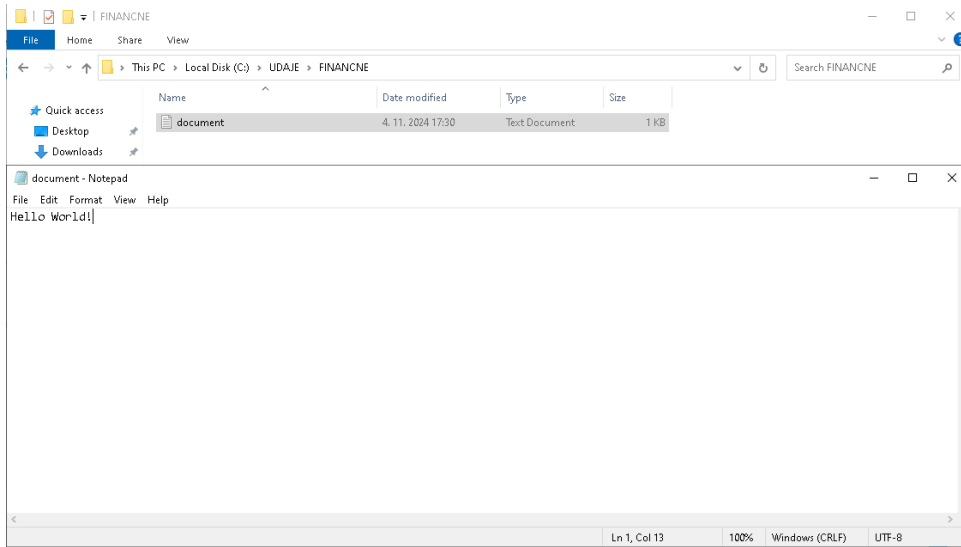 FINANCNE
File Home Share View
This PC > Local Disk (C:) > UDAJE > FINANCNE
Search FINANCNE
Name Date modified Type Size
Quick access
document 4. 11. 2024 17:30 Text Document 1 KB
Desktop
Downloads
document - Notepad
File Edit Format View Help
Hello World!
Ln 1, Col 13 100% Windows (CRLF) UTF-8